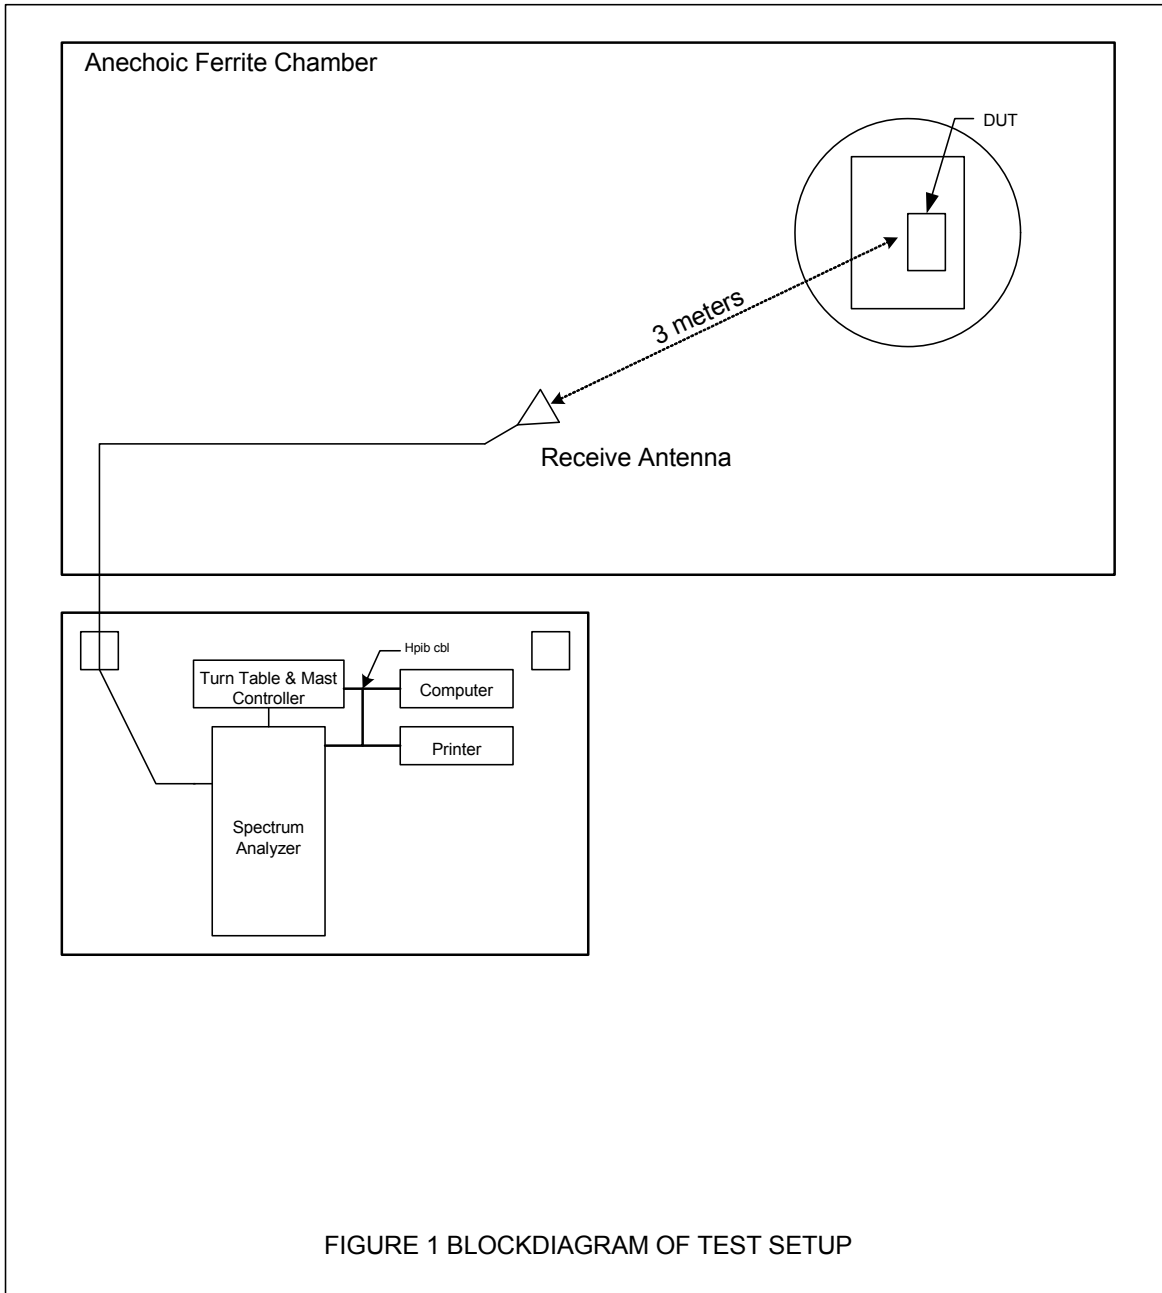 Anechoic Ferrite Chamber
DUT
3 meters
Receive Antenna
Hpib cbl
Turn Table & Mast
Controller
Computer
Printer
Spectrum
Analyzer
FIGURE 1 BLOCKDIAGRAM OF TEST SETUP